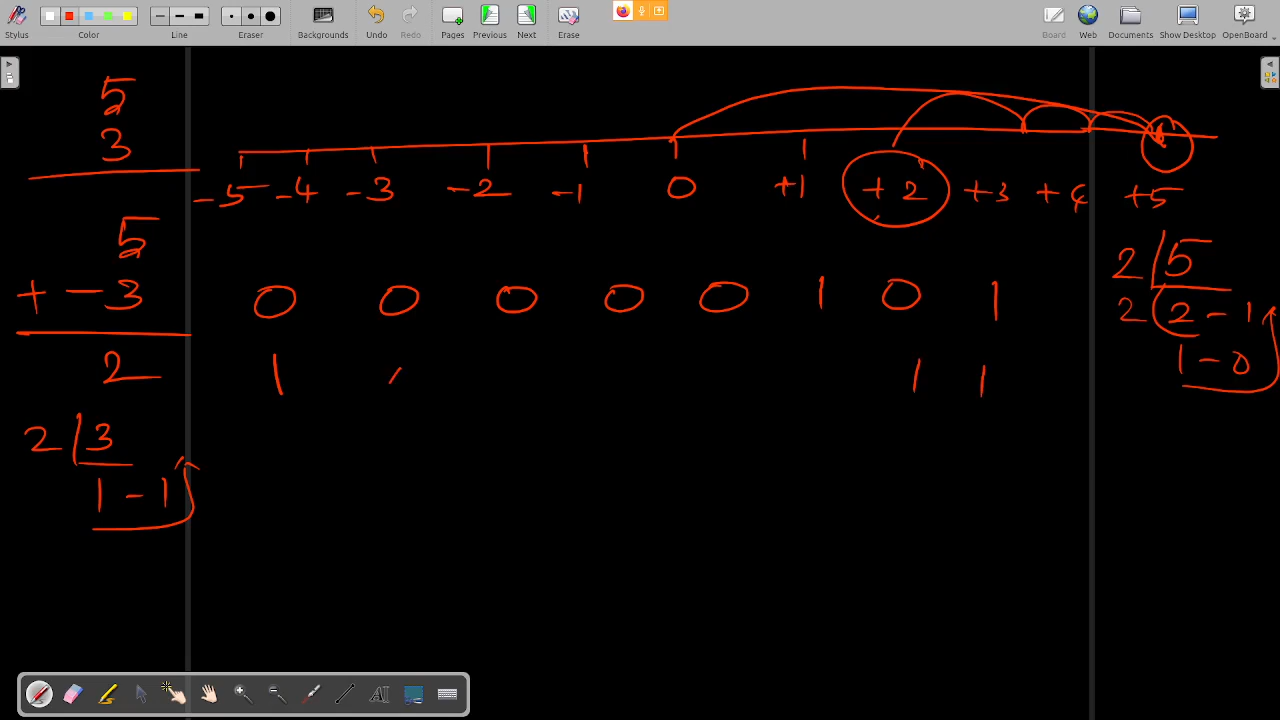 Stylus Color Line Eraser Backgrounds Undo Redo Pages Previous Next Erase Board Web Documents Show Desktop OpenBoard
5
3
-5 -4 -3 -2 -1 0 +1 +2 +3 +4 +5
5
+ -3
2
0 0 0 0 0 1 0 1
1 1 1
2 5
2 2 - 1
1 - 0
2 3
1 - 1